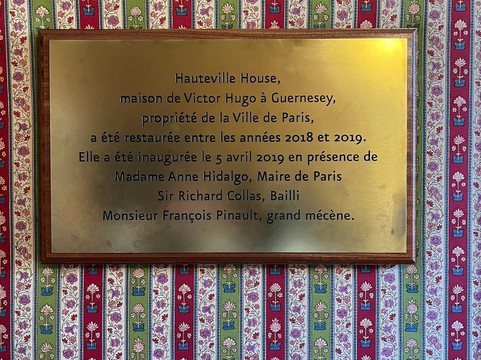 Hauteville House,
maison de Victor Hugo à Guernesey,
propriété de la Ville de Paris,
a été restaurée entre les années 2018 et 2019.
Elle a été inaugurée le 5 avril 2019 en présence de
Madame Anne Hidalgo, Maire de Paris
Sir Richard Collas, Bailli
Monsieur François Pinault, grand mécène.